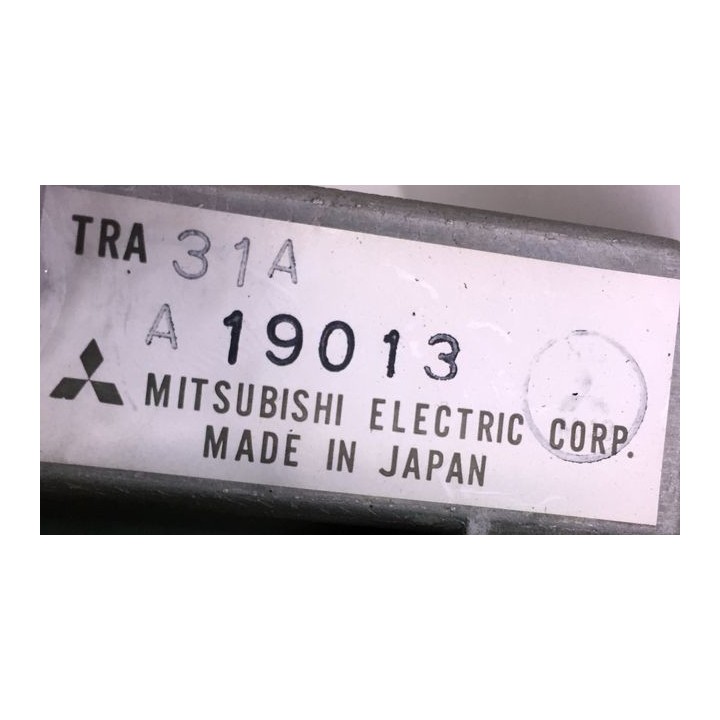 TRA 31A
A 19013
MITSUBISHI ELECTRIC CORP.
MADE IN JAPAN